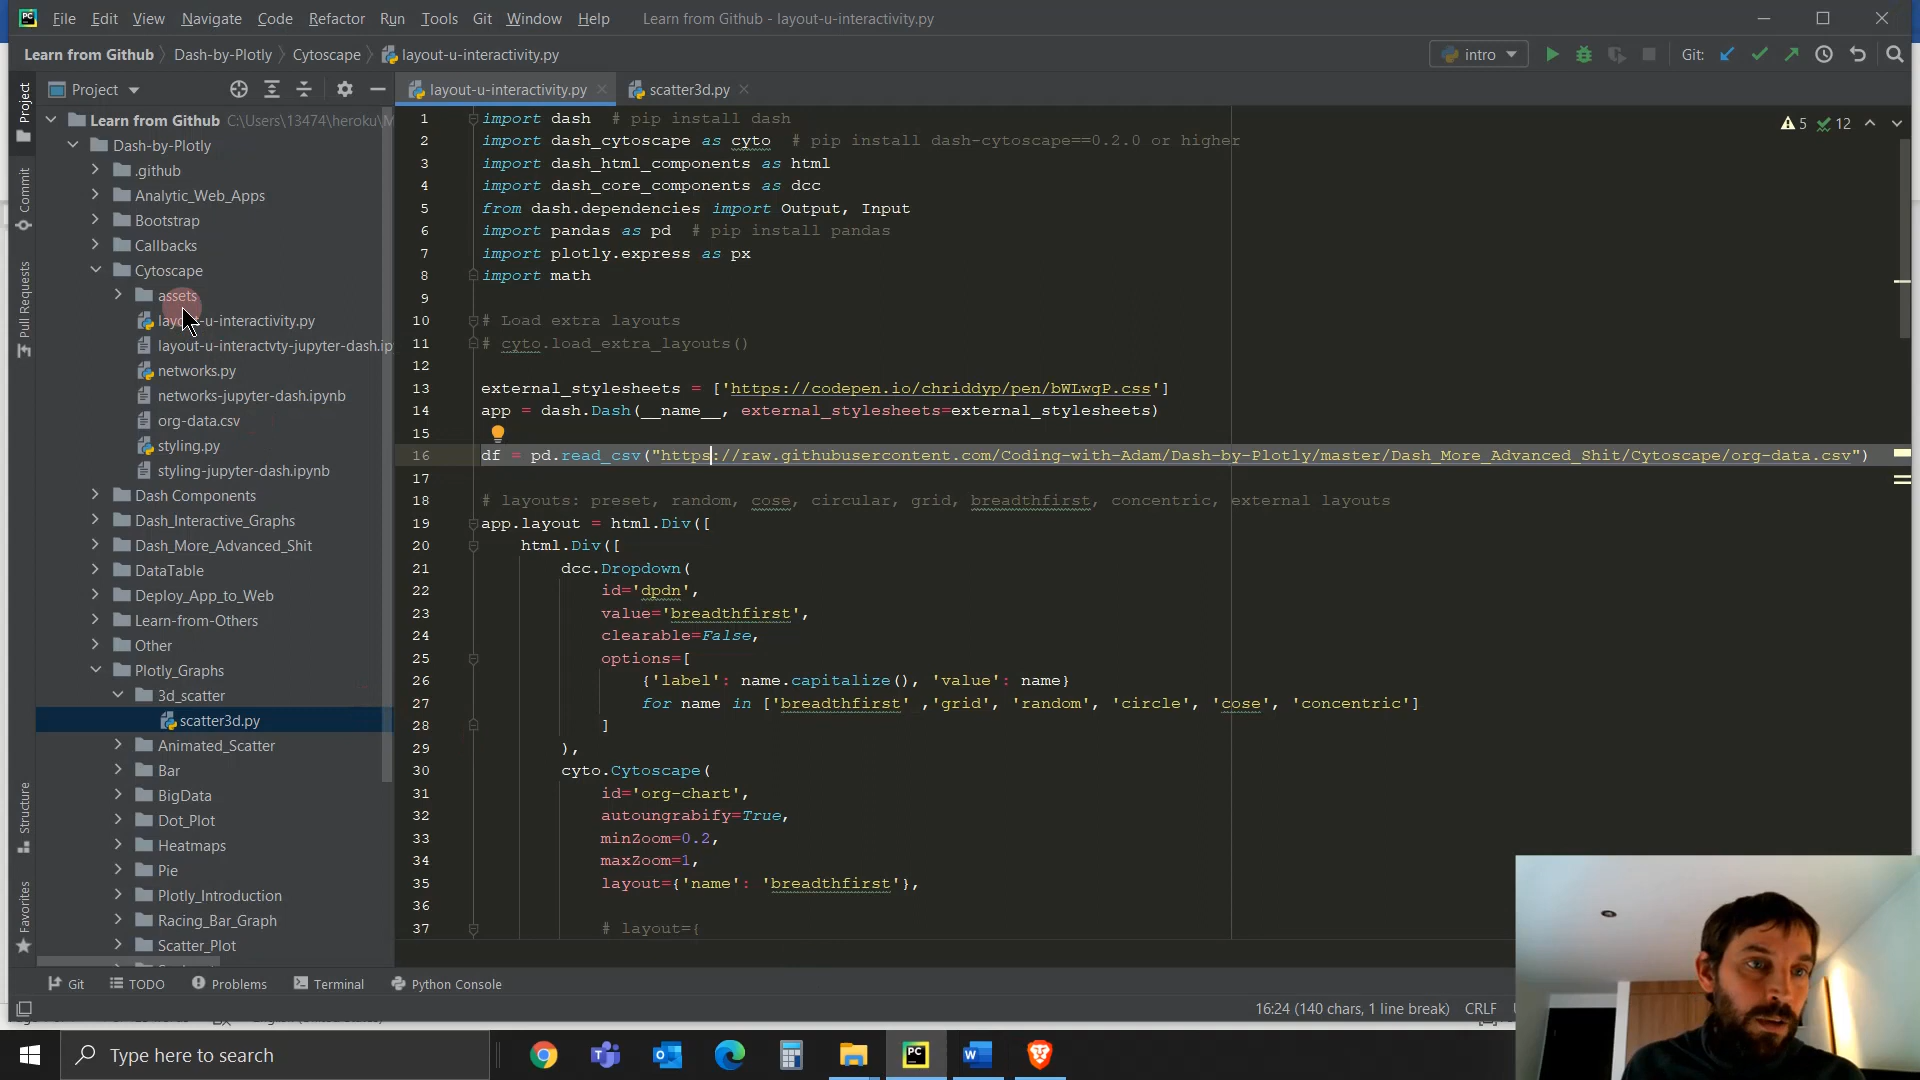 PC File Edit View Navigate Code Refactor Run Tools Git Window Help Learn from Github - layout-u-interactivity.py
Learn from Github Dash-by-Plotly Cytoscape layout-u-interactivity.py intro Git:
Project layout-u-interactivity.py scatter3d.py
Project
Commit
Pull Requests
Structure
Favorites
Learn from Github C:\Users\13474\heroku\M
Dash-by-Plotly
.github
Analytic_Web_Apps
Bootstrap
Callbacks
Cytoscape
assets
layout-u-interactivity.py
layout-u-interactvty-jupyter-dash.ip
networks.py
networks-jupyter-dash.ipynb
org-data.csv
styling.py
styling-jupyter-dash.ipynb
Dash Components
Dash_Interactive_Graphs
Dash_More_Advanced_Shit
DataTable
Deploy_App_to_Web
Learn-from-Others
Other
Plotly_Graphs
3d_scatter
scatter3d.py
Animated_Scatter
Bar
BigData
Dot_Plot
Heatmaps
Pie
Plotly_Introduction
Racing_Bar_Graph
Scatter_Plot
5 12
1 import dash # pip install dash
2 import dash_cytoscape as cyto # pip install dash-cytoscape==0.2.0 or higher
3 import dash_html_components as html
4 import dash_core_components as dcc
5 from dash.dependencies import Output, Input
6 import pandas as pd # pip install pandas
7 import plotly.express as px
8 import math
9
10 # Load extra layouts
11 # cyto.load_extra_layouts()
12
13 external_stylesheets = ['https://codepen.io/chriddyp/pen/bWLwgP.css']
14 app = dash.Dash(__name__, external_stylesheets=external_stylesheets)
15
16 df = pd.read_csv("https://raw.githubusercontent.com/Coding-with-Adam/Dash-by-Plotly/master/Dash_More_Advanced_Shit/Cytoscape/org-data.csv")
17
18 # layouts: preset, random, cose, circular, grid, breadthfirst, concentric, external layouts
19 app.layout = html.Div([
20 html.Div([
21 dcc.Dropdown(
22 id='dpdn',
23 value='breadthfirst',
24 clearable=False,
25 options=[
26 {'label': name.capitalize(), 'value': name}
27 for name in ['breadthfirst' ,'grid', 'random', 'circle', 'cose', 'concentric']
28 ]
29 ),
30 cyto.Cytoscape(
31 id='org-chart',
32 autoungrabify=True,
33 minZoom=0.2,
34 maxZoom=1,
35 layout={'name': 'breadthfirst'},
36
37 # layout={
Git TODO Problems Terminal Python Console
16:24 (140 chars, 1 line break) CRLF
Type here to search